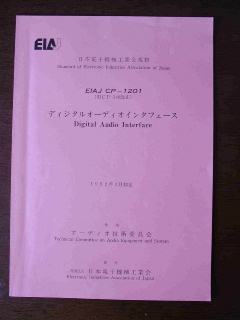 EIAJ
日本電子機械工業会規格
Standard of Electronic Industries Association of Japan
EIAJ CP-1201
ディジタルオーディオインタフェース
Digital Audio Interface
オーディオ技術委員会
Technical Committee on Audio Equipment and System
日本電子機械工業会
Electronic Industries Association of Japan